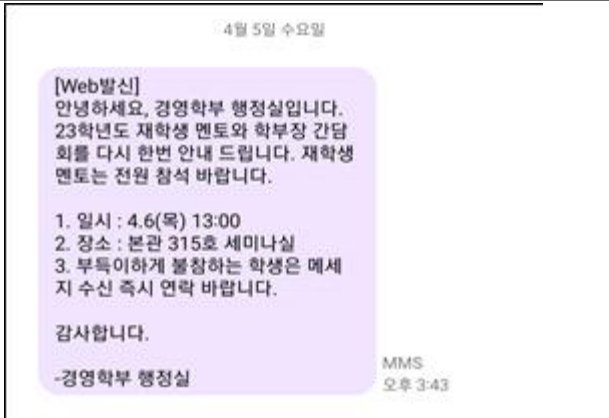 4월 5일 수요일
[Web발신]
안녕하세요, 경영학부 행정실입니다.
23학년도 재학생 멘토와 학부장 간담
회를 다시 한번 안내 드립니다. 재학생
멘토는 전원 참석 바랍니다.
1. 일시 : 4.6(목) 13:00
2. 장소 : 본관 315호 세미나실
3. 부득이하게 불참하는 학생은 메세
지 수신 즉시 연락 바랍니다.
감사합니다.
-경영학부 행정실
MMS
오후 3:43